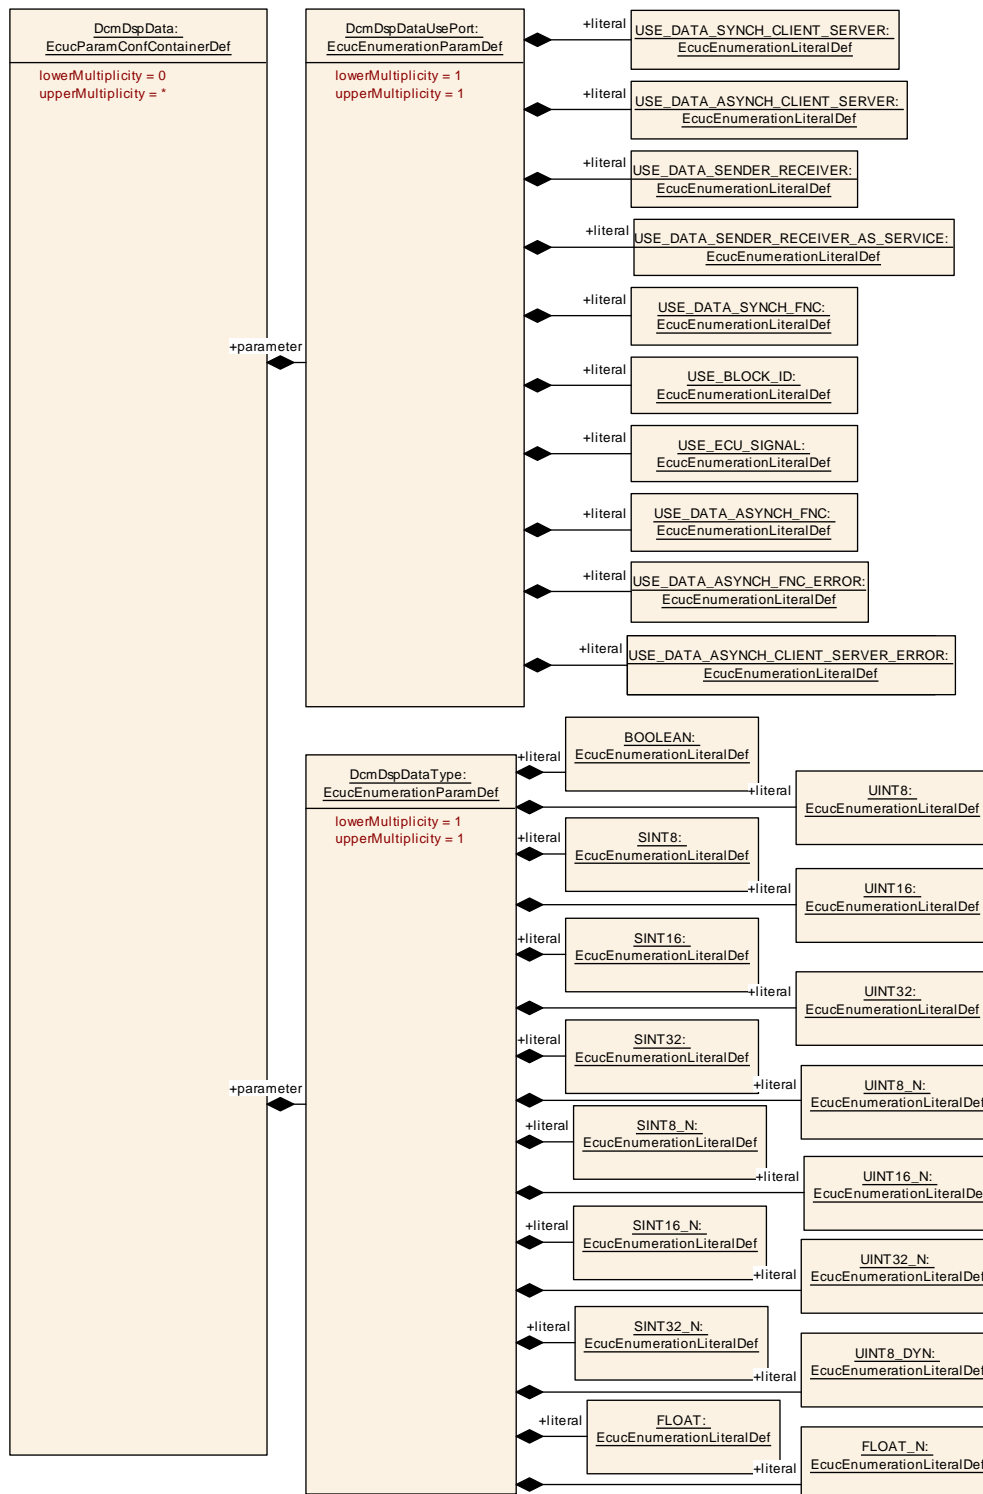 DcmDspData:
EcucParamConfContainerDef
lowerMultiplicity = 0
upperMultiplicity = *
+parameter
+parameter
DcmDspDataUsePort:
EcucEnumerationParamDef
lowerMultiplicity = 1
upperMultiplicity = 1
+literal
USE_DATA_SYNCH_CLIENT_SERVER:
EcucEnumerationLiteralDef
+literal
USE_DATA_ASYNCH_CLIENT_SERVER:
EcucEnumerationLiteralDef
+literal
USE_DATA_SENDER_RECEIVER:
EcucEnumerationLiteralDef
+literal
USE_DATA_SENDER_RECEIVER_AS_SERVICE:
EcucEnumerationLiteralDef
+literal
USE_DATA_SYNCH_FNC:
EcucEnumerationLiteralDef
+literal
USE_BLOCK_ID:
EcucEnumerationLiteralDef
+literal
USE_ECU_SIGNAL:
EcucEnumerationLiteralDef
+literal
USE_DATA_ASYNCH_FNC:
EcucEnumerationLiteralDef
+literal
USE_DATA_ASYNCH_FNC_ERROR:
EcucEnumerationLiteralDef
+literal
USE_DATA_ASYNCH_CLIENT_SERVER_ERROR:
EcucEnumerationLiteralDef
DcmDspDataType:
EcucEnumerationParamDef
lowerMultiplicity = 1
upperMultiplicity = 1
+literal
BOOLEAN:
EcucEnumerationLiteralDef
+literal
UINT8:
EcucEnumerationLiteralDef
+literal
SINT8:
EcucEnumerationLiteralDef
+literal
UINT16:
EcucEnumerationLiteralDef
+literal
SINT16:
EcucEnumerationLiteralDef
+literal
UINT32:
EcucEnumerationLiteralDef
+literal
SINT32:
EcucEnumerationLiteralDef
+literal
UINT8_N:
EcucEnumerationLiteralDef
+literal
SINT8_N:
EcucEnumerationLiteralDef
+literal
UINT16_N:
EcucEnumerationLiteralDe
+literal
SINT16_N:
EcucEnumerationLiteralDef
+literal
UINT32_N:
EcucEnumerationLiteralDef
+literal
SINT32_N:
EcucEnumerationLiteralDef
+literal
UINT8_DYN:
EcucEnumerationLiteralDef
+literal
FLOAT:
EcucEnumerationLiteralDef
+literal
FLOAT_N:
EcucEnumerationLiteralDef